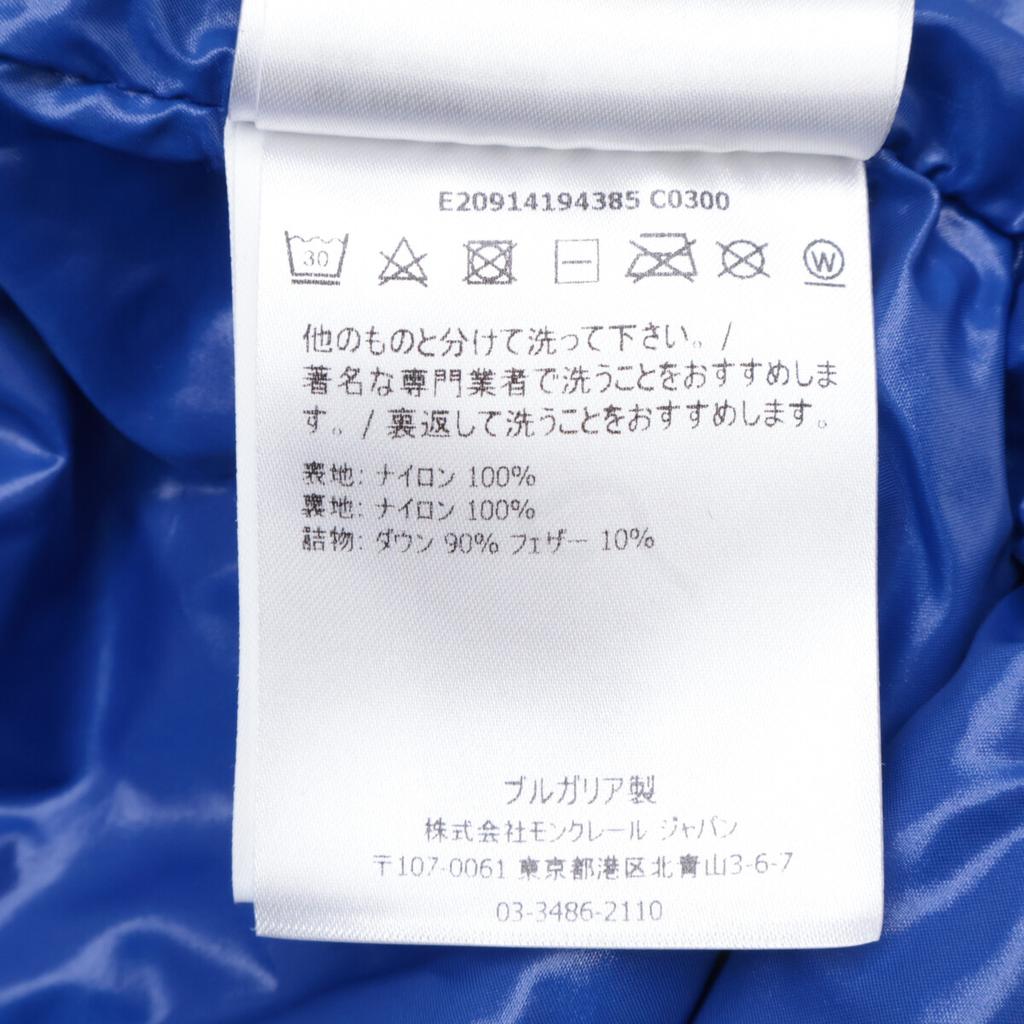 E20914194385 C0300
30
W
他のものと分けて洗って下さい。/
著名な専門業者で洗うことをおすすめしま
す。/ 裏返して洗うことをおすすめします。
表地: ナイロン 100%
裏地: ナイロン 100%
詰物: ダウン 90% フェザー 10%
ブルガリア製
株式会社モンクレール ジャパン
〒107-0061 東京都港区北青山3-6-7
03-3486-2110